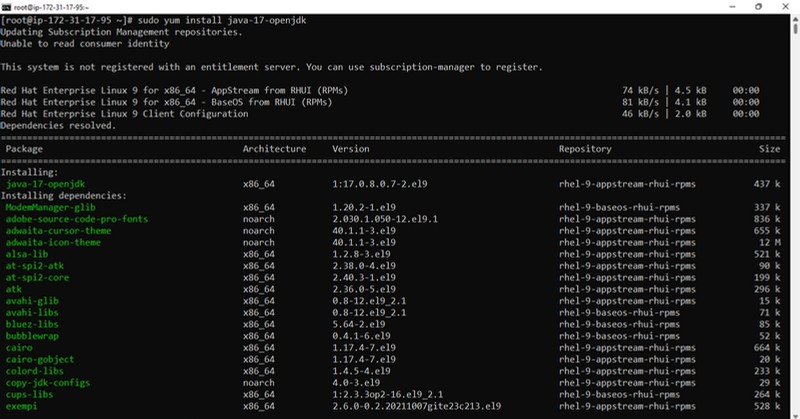 root@ip-172-31-17-95:~
[root@ip-172-31-17-95 ~]# sudo yum install java-17-openjdk
Updating Subscription Management repositories.
Unable to read consumer identity
This system is not registered with an entitlement server. You can use subscription-manager to register.
Red Hat Enterprise Linux 9 for x86_64 - AppStream from RHUI (RPMs) 74 kB/s | 4.5 kB 00:00
Red Hat Enterprise Linux 9 for x86_64 - BaseOS from RHUI (RPMs) 81 kB/s | 4.1 kB 00:00
Red Hat Enterprise Linux 9 Client Configuration 46 kB/s | 2.0 kB 00:00
Dependencies resolved.
Package Architecture Version Repository Size
Installing:
java-17-openjdk x86_64 1:17.0.8.0.7-2.el9 rhel-9-appstream-rhui-rpms 437 k
Installing dependencies:
ModemManager-glib x86_64 1.20.2-1.el9 rhel-9-baseos-rhui-rpms 337 k
adobe-source-code-pro-fonts noarch 2.030.1.050-12.el9.1 rhel-9-appstream-rhui-rpms 836 k
adwaita-cursor-theme noarch 40.1.1-3.el9 rhel-9-appstream-rhui-rpms 655 k
adwaita-icon-theme noarch 40.1.1-3.el9 rhel-9-appstream-rhui-rpms 12 M
alsa-lib x86_64 1.2.8-3.el9 rhel-9-appstream-rhui-rpms 521 k
at-spi2-atk x86_64 2.38.0-4.el9 rhel-9-appstream-rhui-rpms 90 k
at-spi2-core x86_64 2.40.3-1.el9 rhel-9-appstream-rhui-rpms 199 k
atk x86_64 2.36.0-5.el9 rhel-9-appstream-rhui-rpms 296 k
avahi-glib x86_64 0.8-12.el9_2.1 rhel-9-appstream-rhui-rpms 15 k
avahi-libs x86_64 0.8-12.el9_2.1 rhel-9-baseos-rhui-rpms 71 k
bluez-libs x86_64 5.64-2.el9 rhel-9-baseos-rhui-rpms 85 k
bubblewrap x86_64 0.4.1-6.el9 rhel-9-baseos-rhui-rpms 52 k
cairo x86_64 1.17.4-7.el9 rhel-9-appstream-rhui-rpms 664 k
cairo-gobject x86_64 1.17.4-7.el9 rhel-9-appstream-rhui-rpms 20 k
colord-libs x86_64 1.4.5-4.el9 rhel-9-appstream-rhui-rpms 233 k
copy-jdk-configs noarch 4.0-3.el9 rhel-9-appstream-rhui-rpms 29 k
cups-libs x86_64 1:2.3.3op2-16.el9_2.1 rhel-9-baseos-rhui-rpms 264 k
exempi x86_64 2.6.0-0.2.20211007gite23c213.el9 rhel-9-appstream-rhui-rpms 528 k